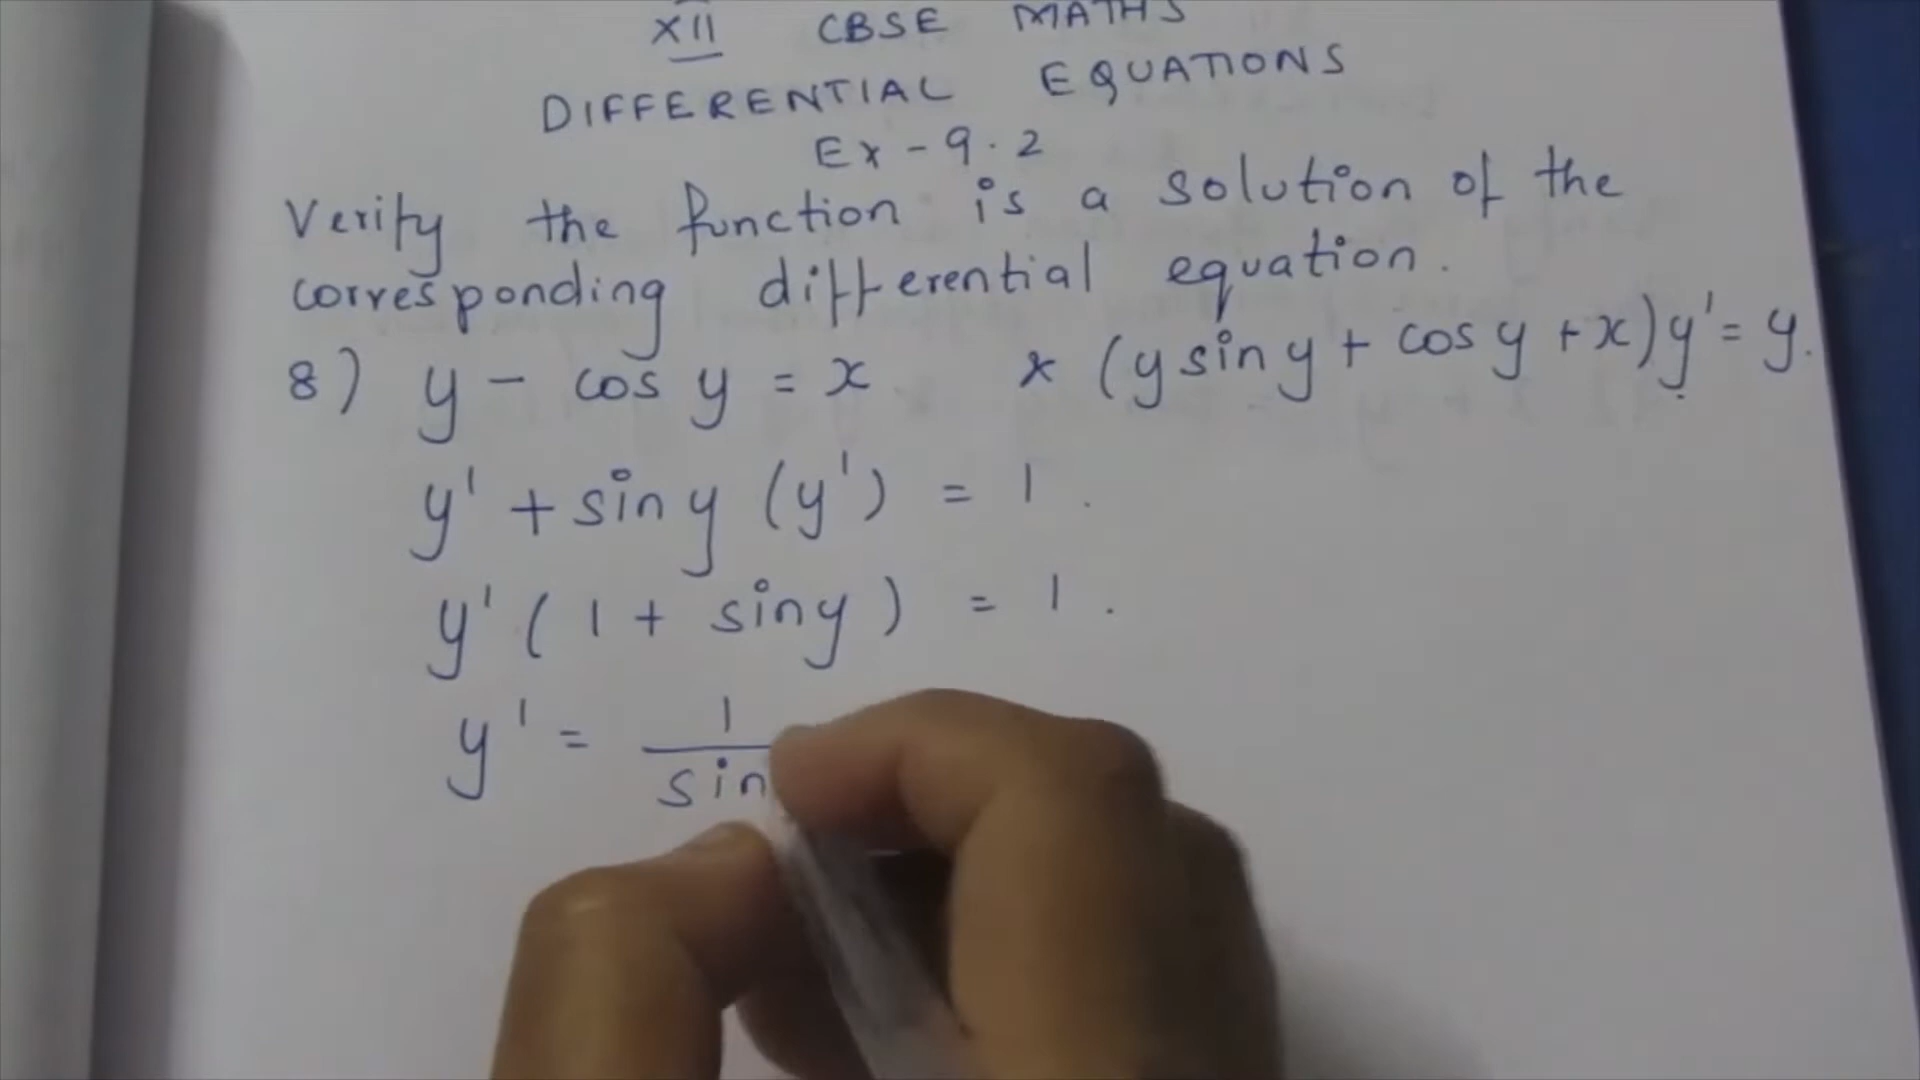 XII CBSE MATHS
DIFFERENTIAL EQUATIONS
Ex - 9.2
Verify the function is a solution of the
corresponding differential equation.
8) y - cos y = x * (y sin y + cos y + x) y' = y.
y' + sin y (y') = 1.
y' (1 + sin y) = 1.
y' = 1
sin